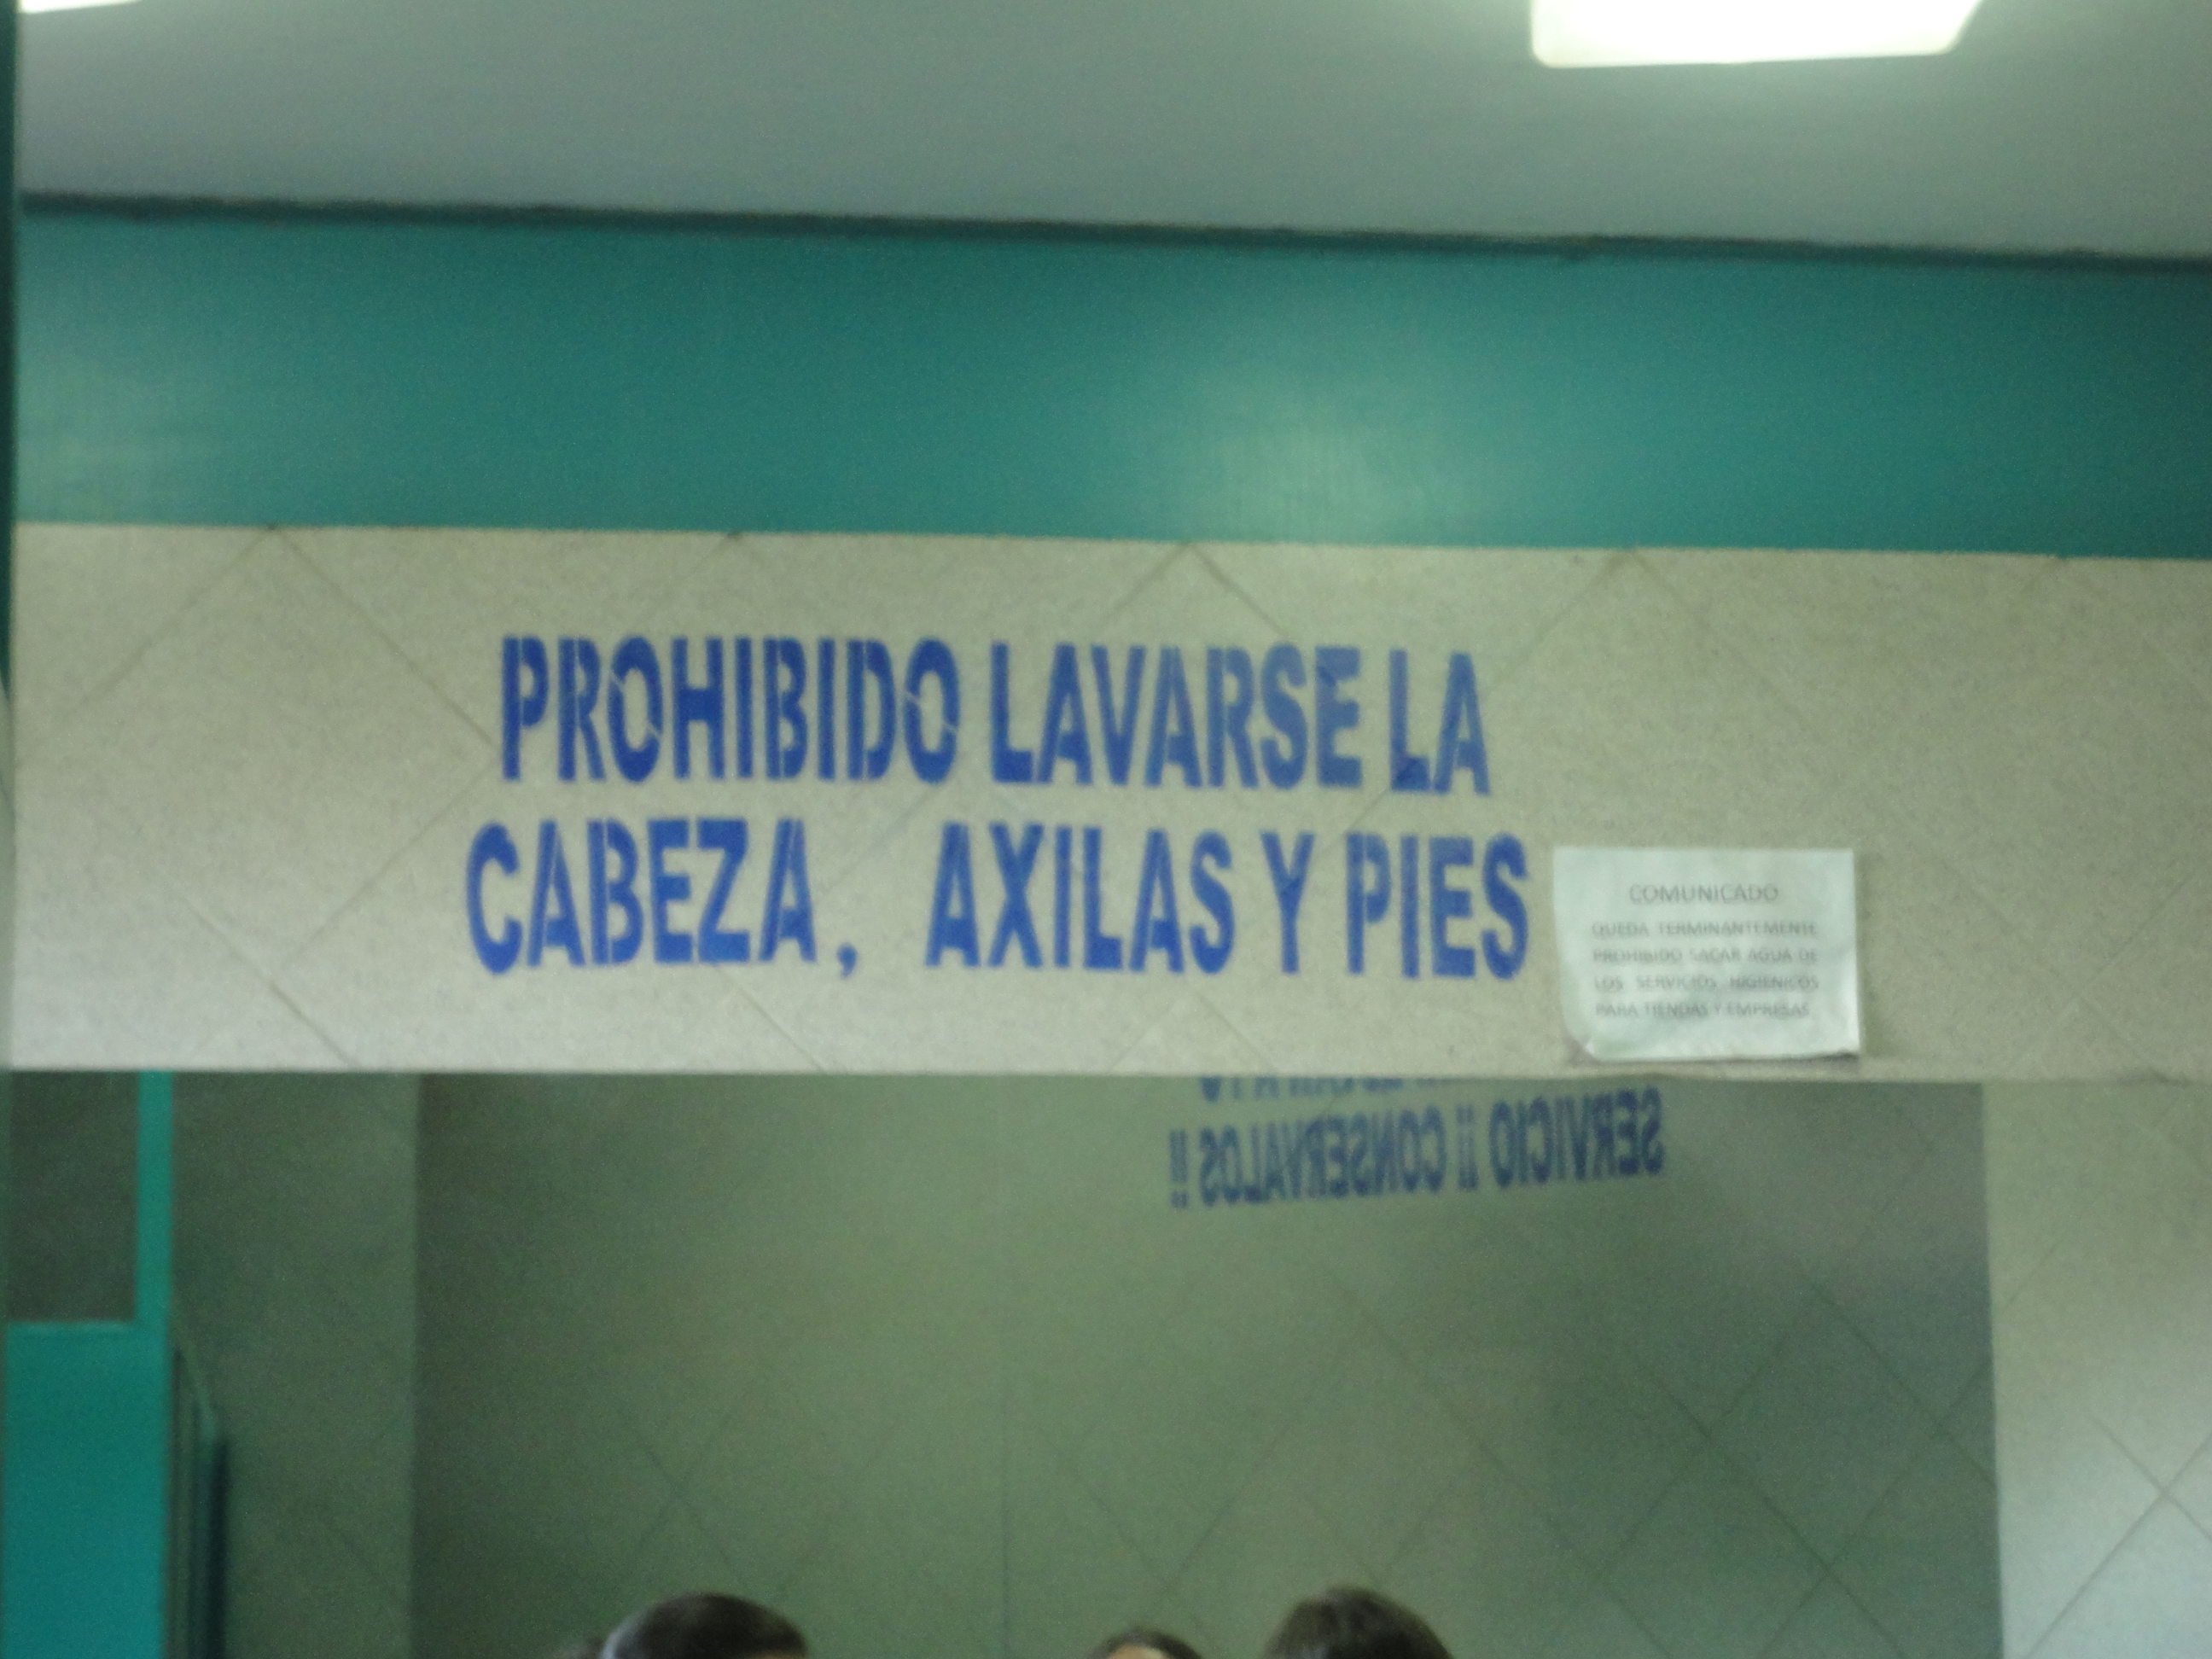 PROHIBIDO LAVARSE LA
CABEZA, AXILAS Y PIES
COMUNICADO
QUEDA TERMINANTEMENTE
PROHIBIDO SACAR AGUA DE
LOS SERVICIOS HIGIENICOS
PARA TIENDAS Y EMPRESAS
SERVICIO ¡¡ CONSERVALOS !!